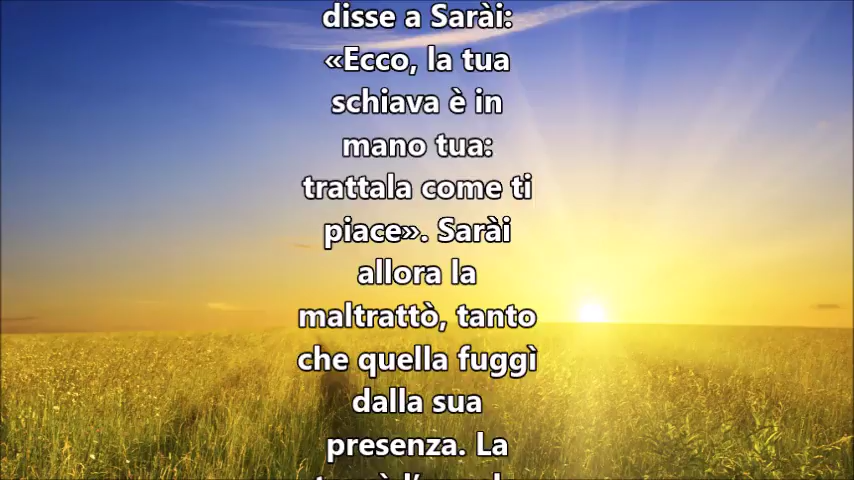 disse a Sarài:
«Ecco, la tua
schiava è in
mano tua:
trattala come ti
piace». Sarài
allora la
maltrattò, tanto
che quella fuggì
dalla sua
presenza. La